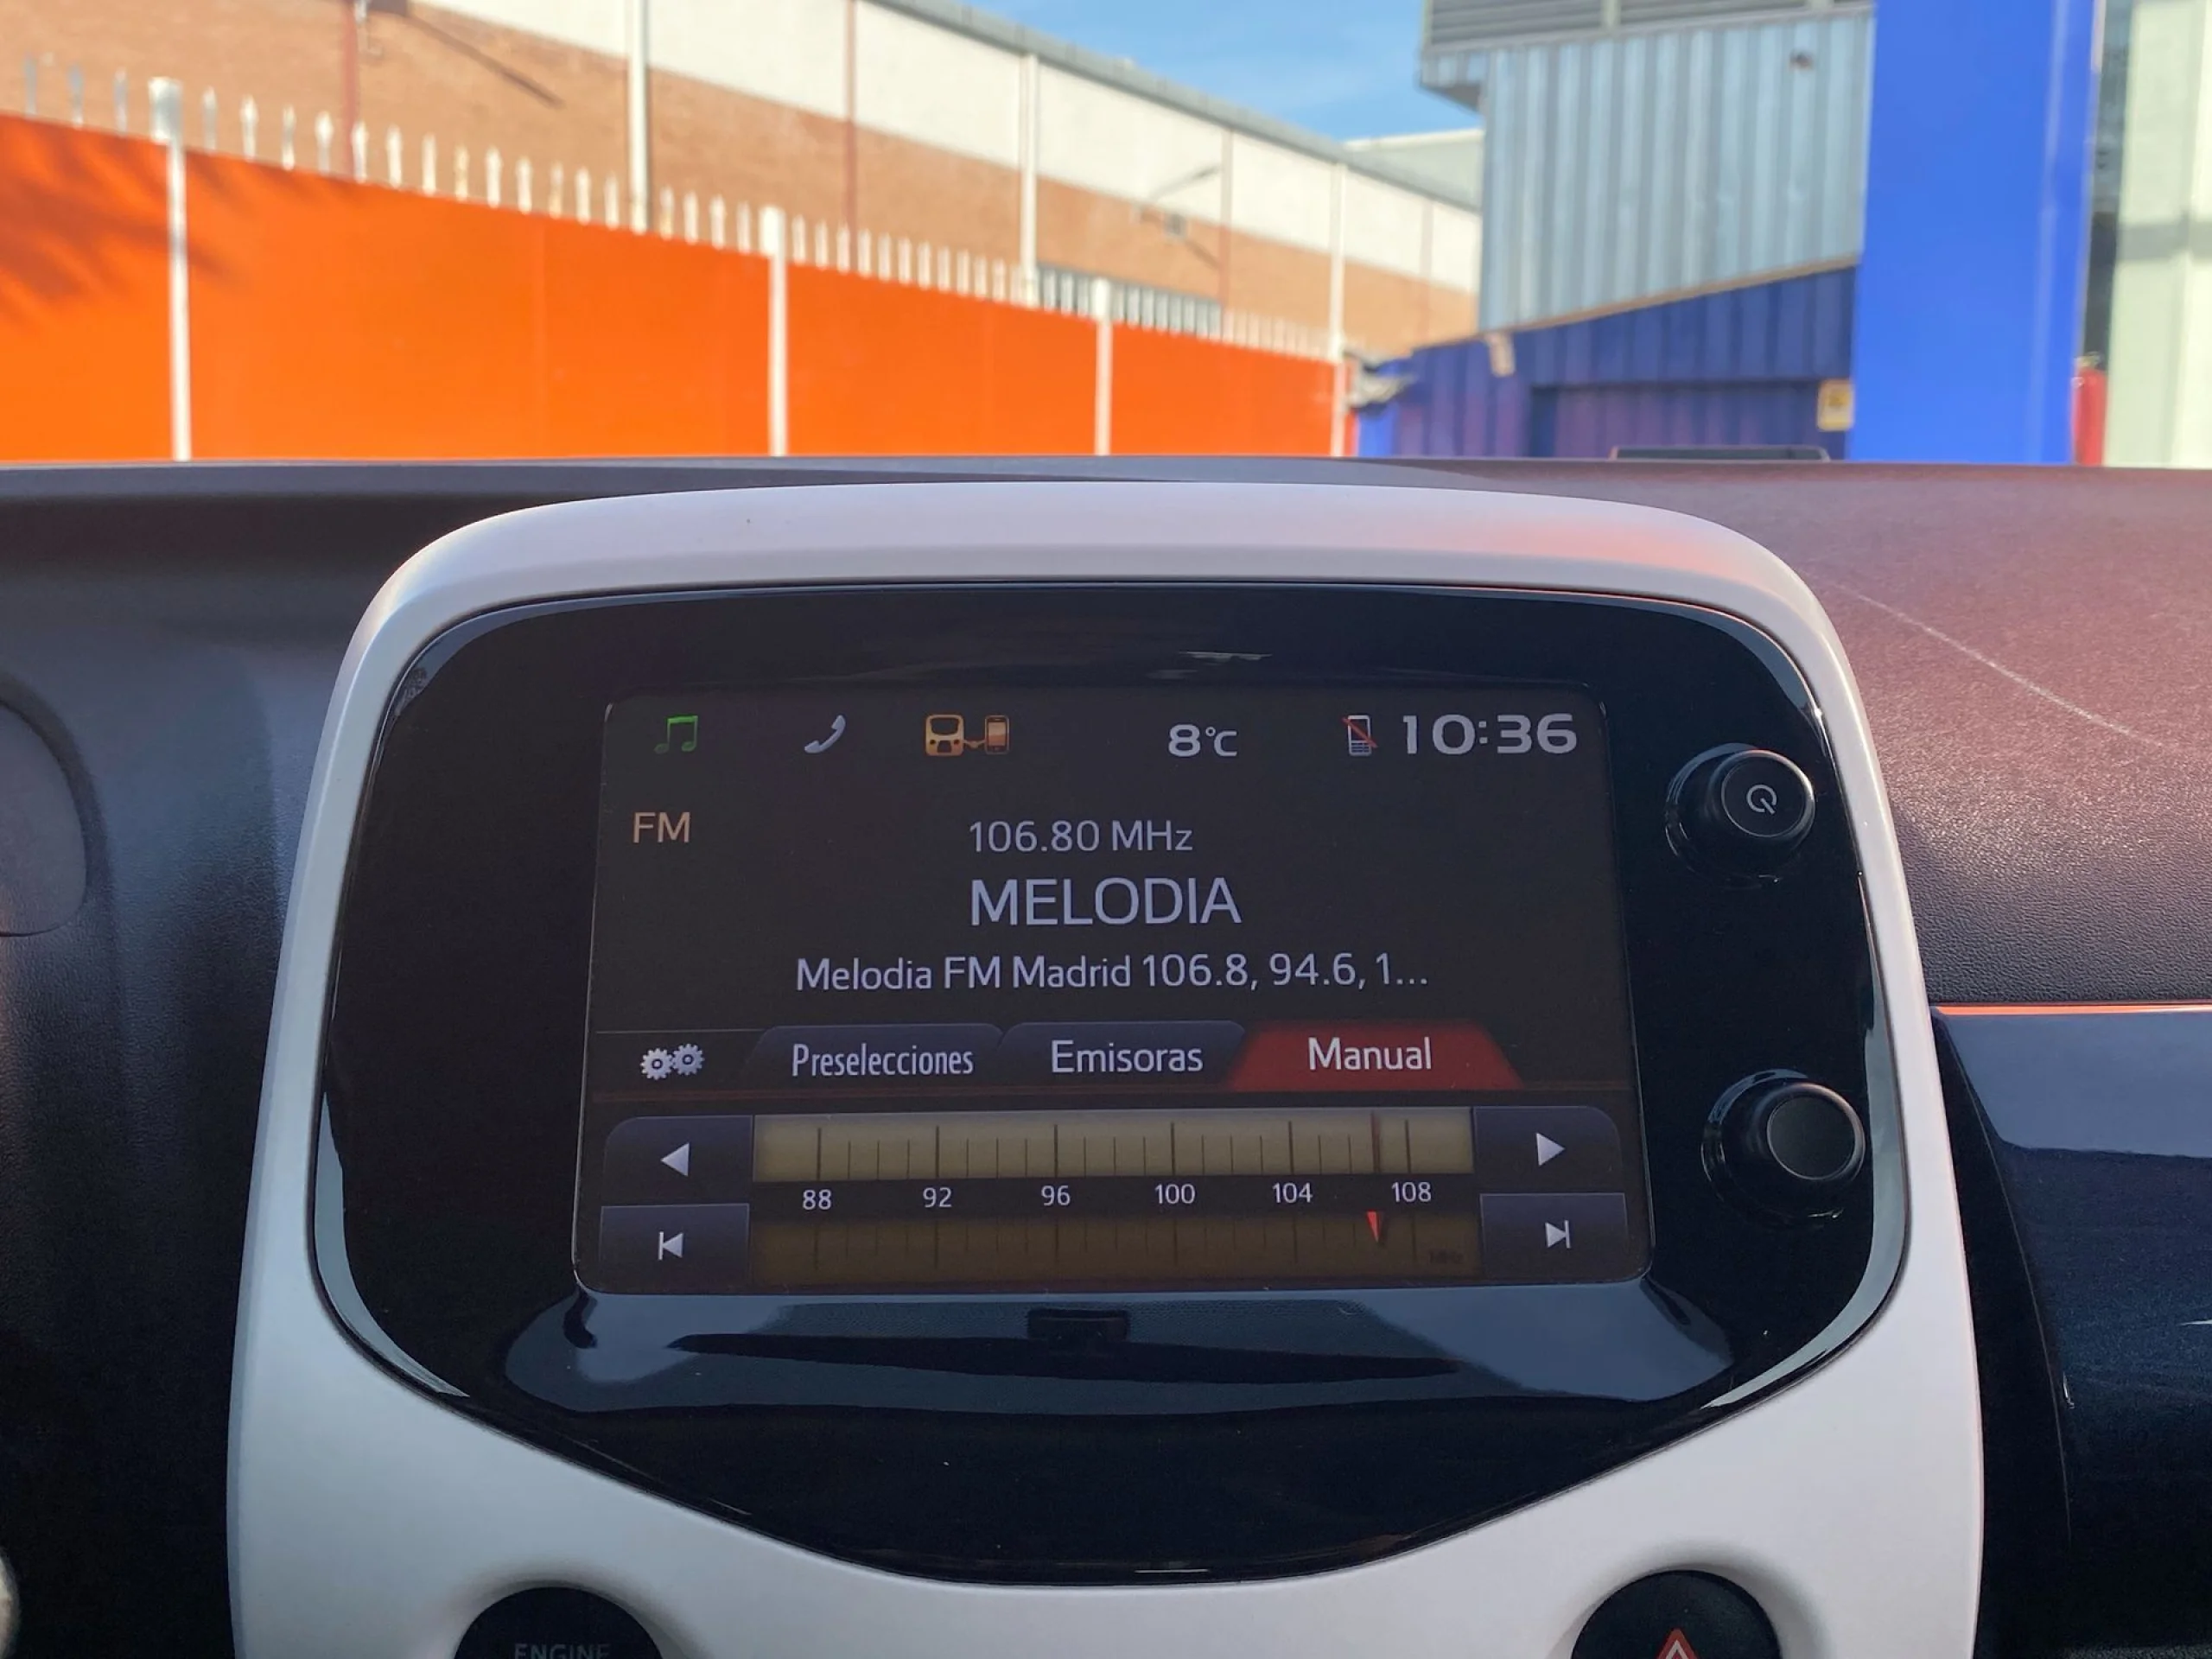 8°C
10:36
FM
106.80 MHz
MELODIA
Melodia FM Madrid 106.8, 94.6, 1...
Preselecciones Emisoras Manual
88 92 96 100 104 108
MHz
ENGINE